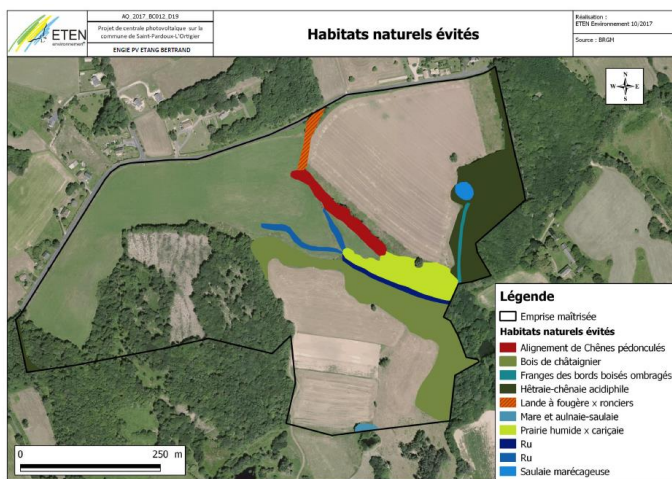 ETEN
environnement
AQ_2017_BC012_D19
Projet de centrale photovoltaïque sur la
commune de Saint-Pardoux-L'Ortigier
ENGIE PV ETANG BERTRAND
Habitats naturels évités
Réalisation :
ETEN Environnement 10/2017
Source : BRGM
N
W E
S
Légende
Emprise maîtrisée
Habitats naturels évités
Alignement de Chênes pédonculés
Bois de châtaignier
Franges des bords boisés ombragés
Hêtraie-chênaie acidiphile
Lande à fougère x ronciers
Mare et aulnaie-saulaie
Prairie humide x cariçaie
Ru
Ru
Saulaie marécageuse
0 250 m